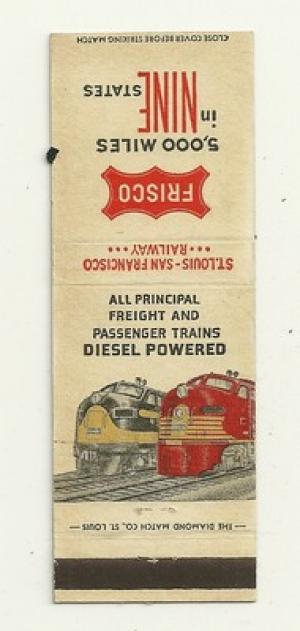 CLOSE COVER BEFORE STRIKING MATCH
5,000 MILES
in NINE
STATES
FRISCO
ST. LOUIS - SAN FRANCISCO
••• RAILWAY •••
ALL PRINCIPAL
FREIGHT AND
PASSENGER TRAINS
DIESEL POWERED
— THE DIAMOND MATCH CO., ST. LOUIS —